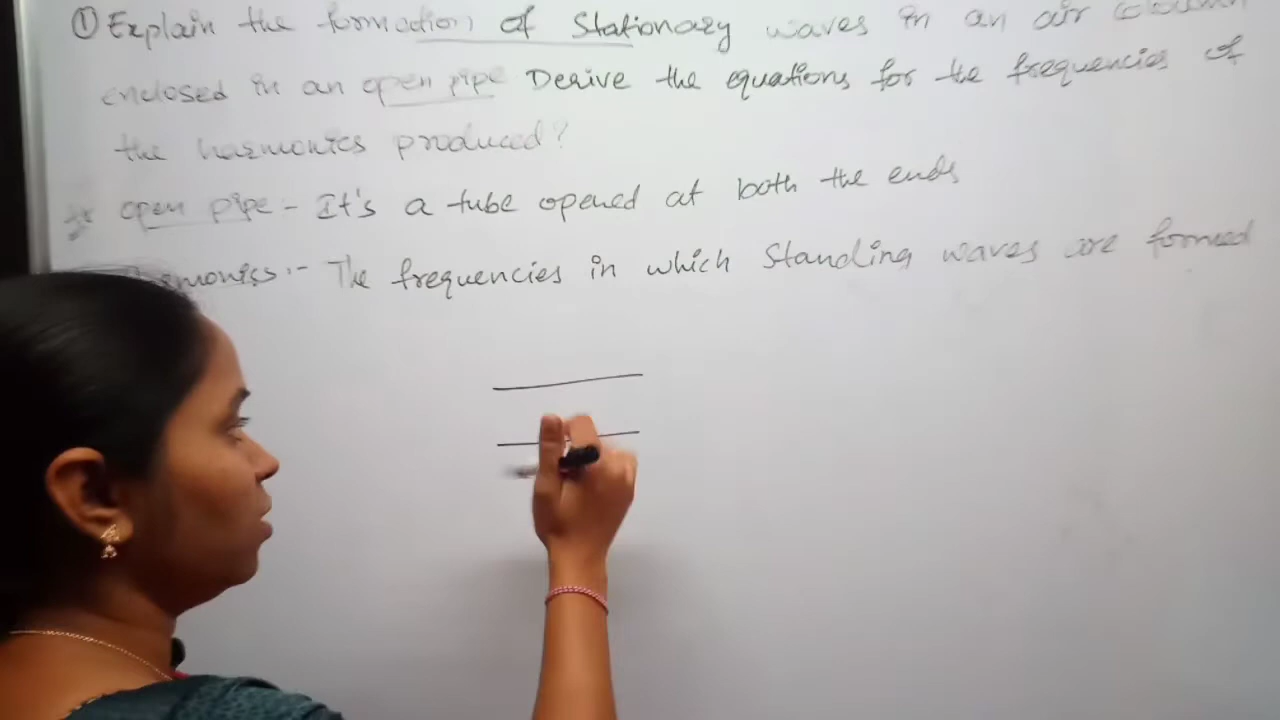 ① Explain the formation of Stationary waves in an air column
enclosed in an open pipe Derive the equations for the frequencies of
the harmonics produced?
open pipe - It's a tube opened at both the ends
:- The frequencies in which Standing waves are formed